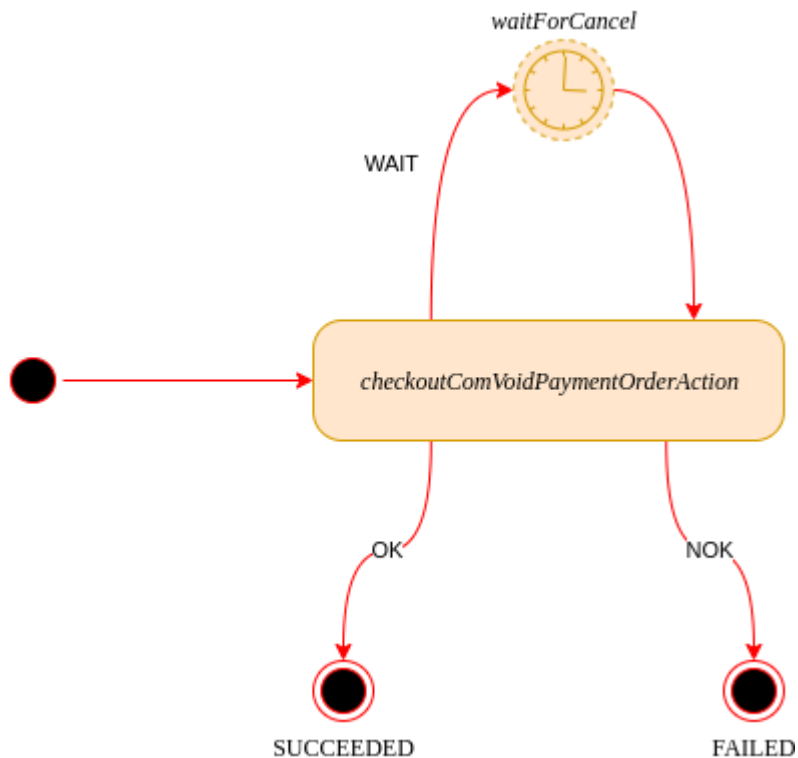 waitForCancel
WAIT
checkoutComVoidPaymentOrderAction
OK
NOK
SUCCEEDED
FAILED